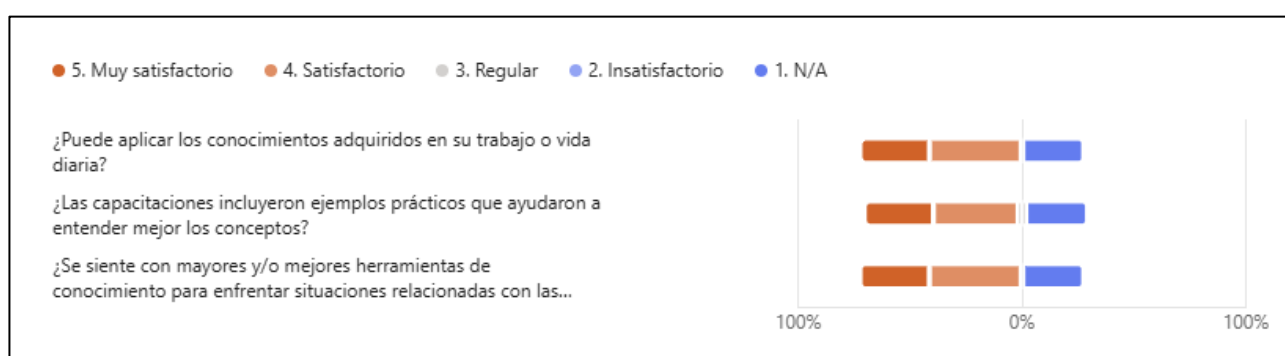 5. Muy satisfactorio 4. Satisfactorio 3. Regular 2. Insatisfactorio 1. N/A
¿Puede aplicar los conocimientos adquiridos en su trabajo o vida
diaria?
¿Las capacitaciones incluyeron ejemplos prácticos que ayudaron a
entender mejor los conceptos?
¿Se siente con mayores y/o mejores herramientas de
conocimiento para enfrentar situaciones relacionadas con las...
100% 0% 100%